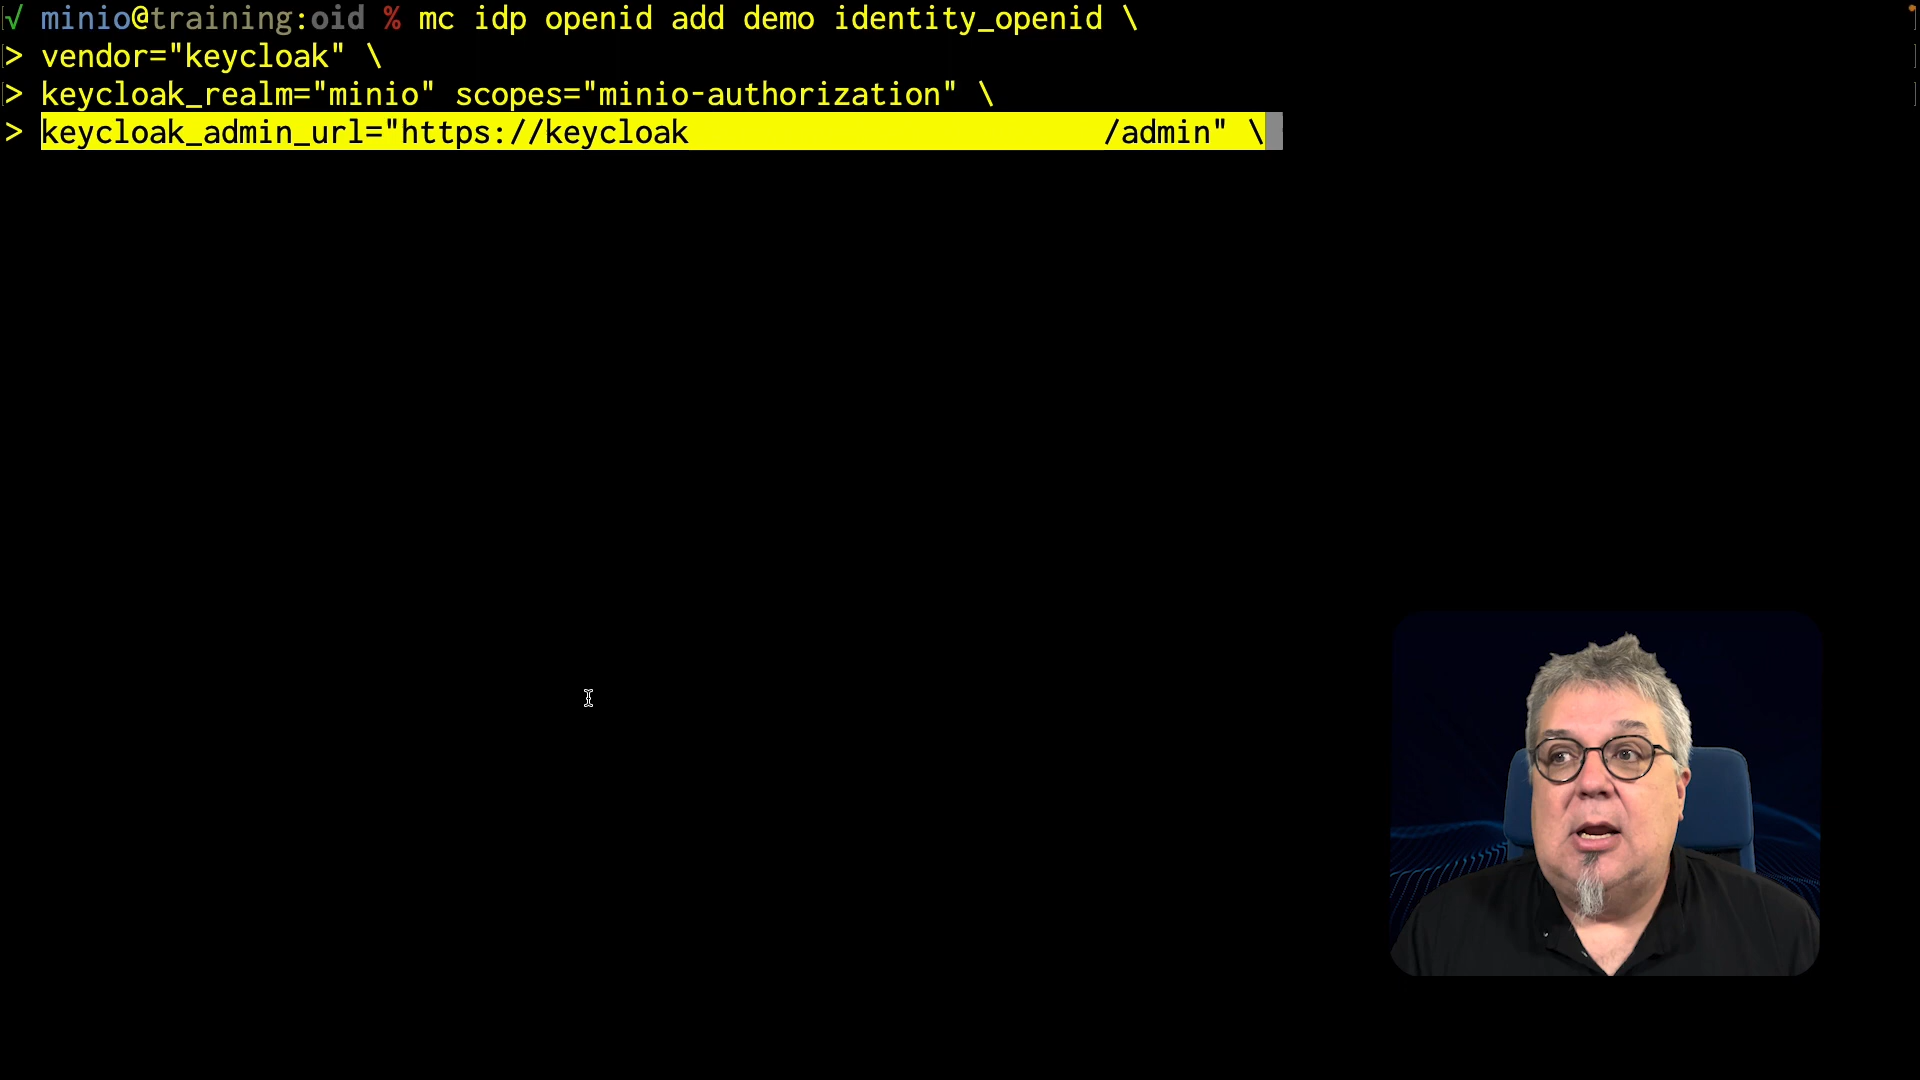 √ minio@training:oid % mc idp openid add demo identity_openid \
> vendor="keycloak" \
> keycloak_realm="minio" scopes="minio-authorization" \
> keycloak_admin_url="https://keycloak                       /admin" \